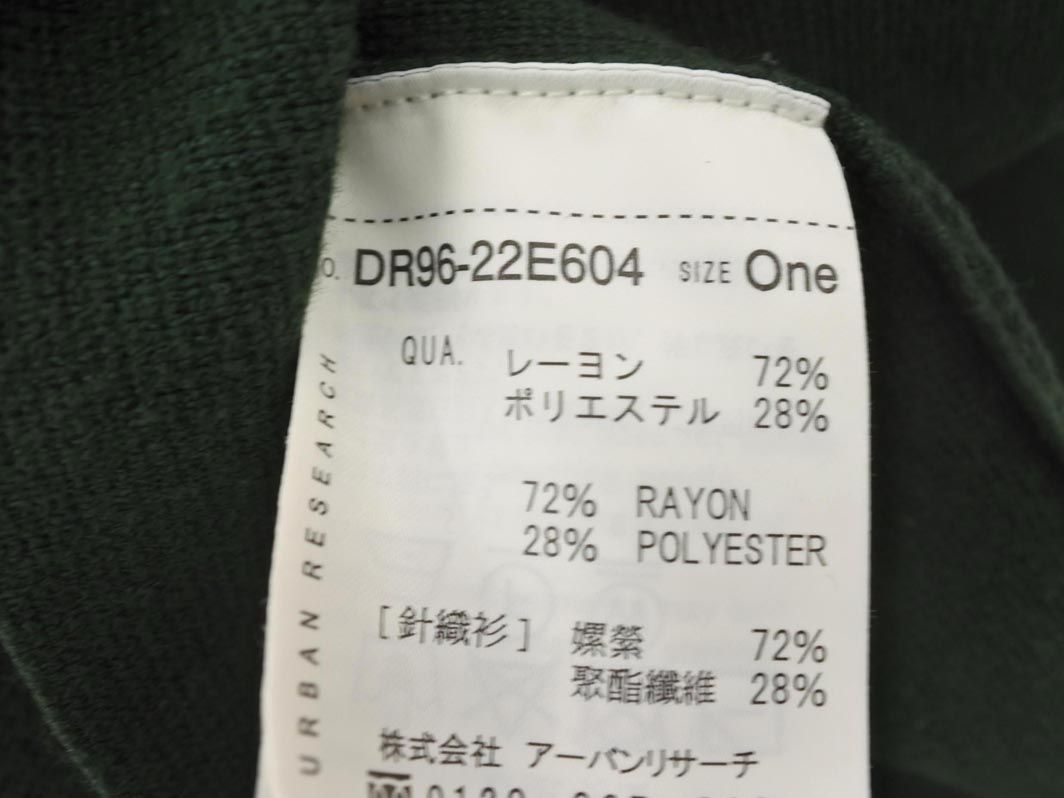 O. DR96-22E604 SIZE One
QUA. レーヨン 72%
ポリエステル 28%
72% RAYON
28% POLYESTER
[針織衫] 嫘縈 72%
聚酯纖維 28%
株式会社 アーバンリサーチ
URBAN RESEARCH